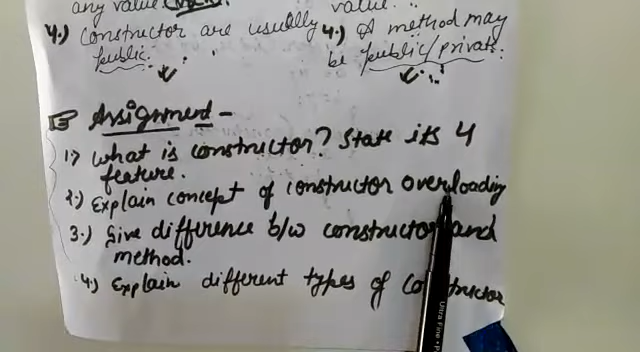 any value
value.
4.) Constructor are usually
public.
4.) A method may
be public/private.
Assignment -
1.) What is constructor? State its 4
feature.
2.) Explain concept of constructor overloading
3.) Give difference b/w constructor and
method.
4.) Explain different types of